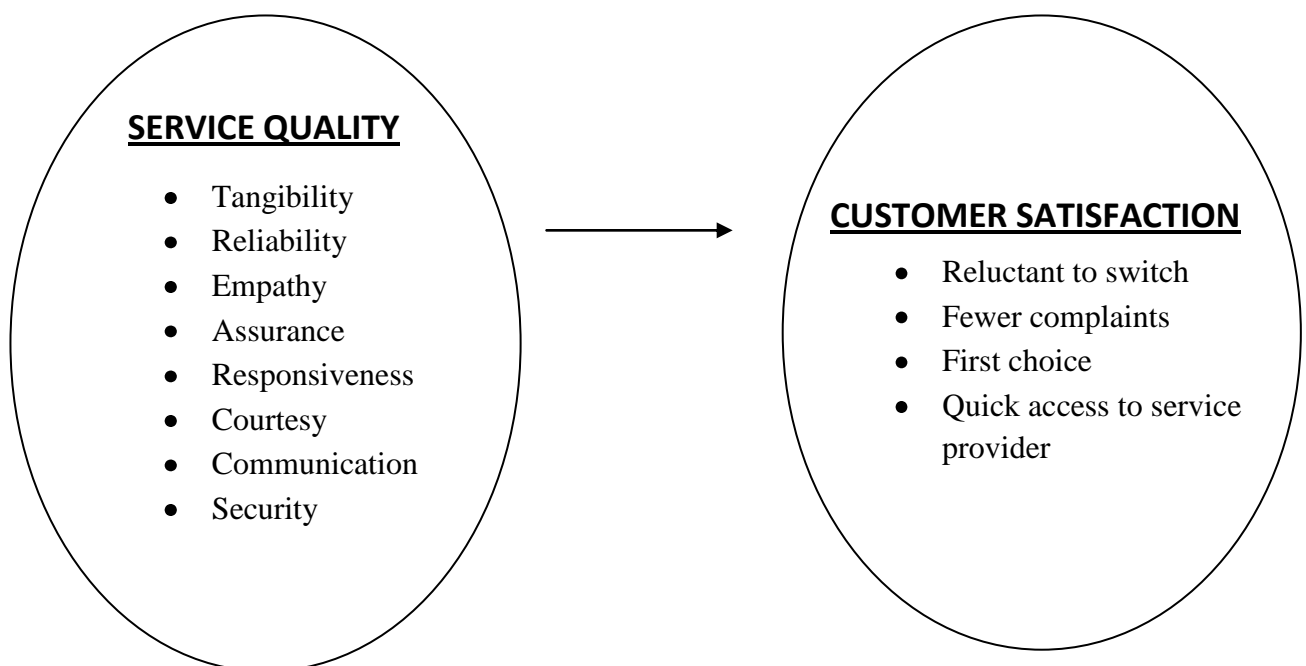 SERVICE QUALITY
• Tangibility
• Reliability
• Empathy
• Assurance
• Responsiveness
• Courtesy
• Communication
• Security
CUSTOMER SATISFACTION
• Reluctant to switch
• Fewer complaints
• First choice
• Quick access to service
provider